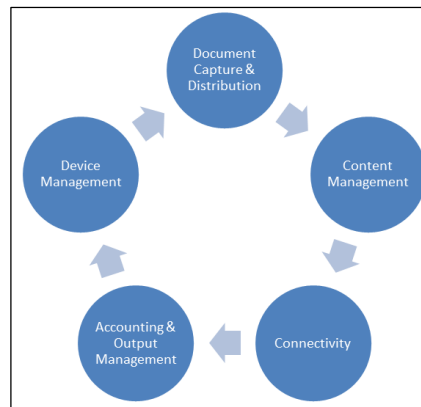 Document
Capture &
Distribution
Content
Management
Connectivity
Accounting &
Output
Management
Device
Management